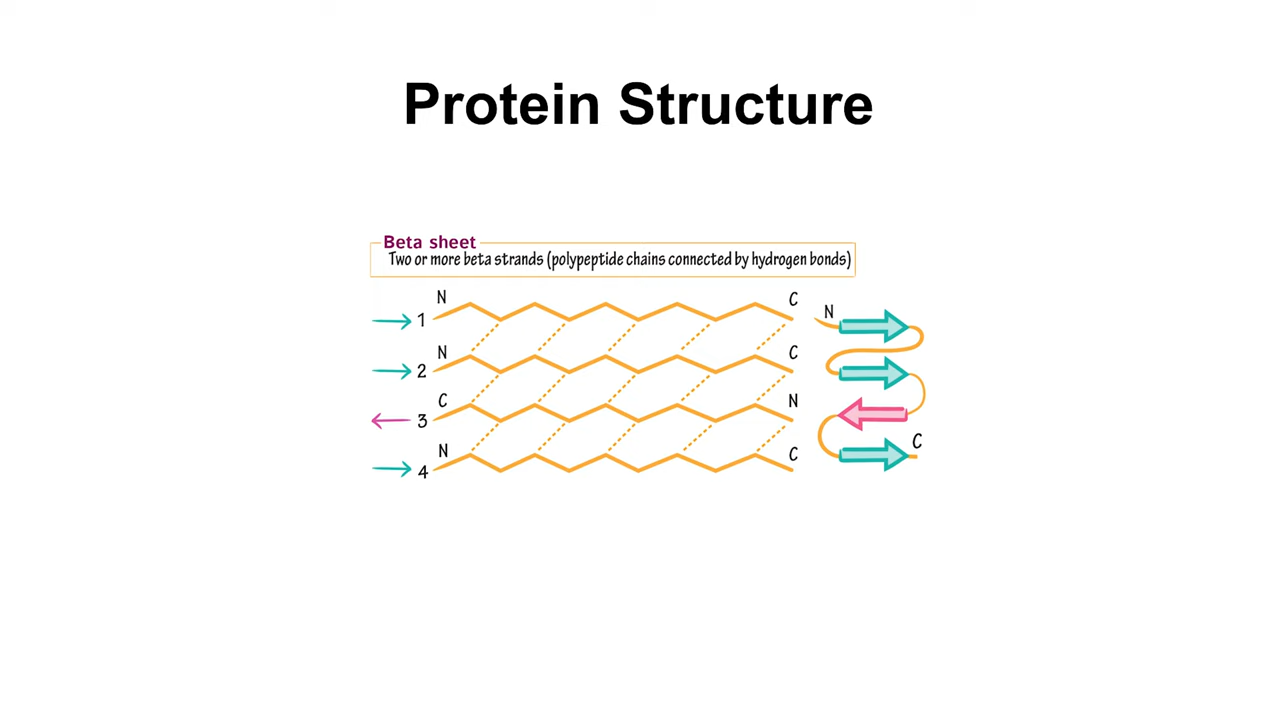 Protein Structure
Beta sheet
Two or more beta strands (polypeptide chains connected by hydrogen bonds)
N C
1
N C
2
C N
3
N C
4
N
C